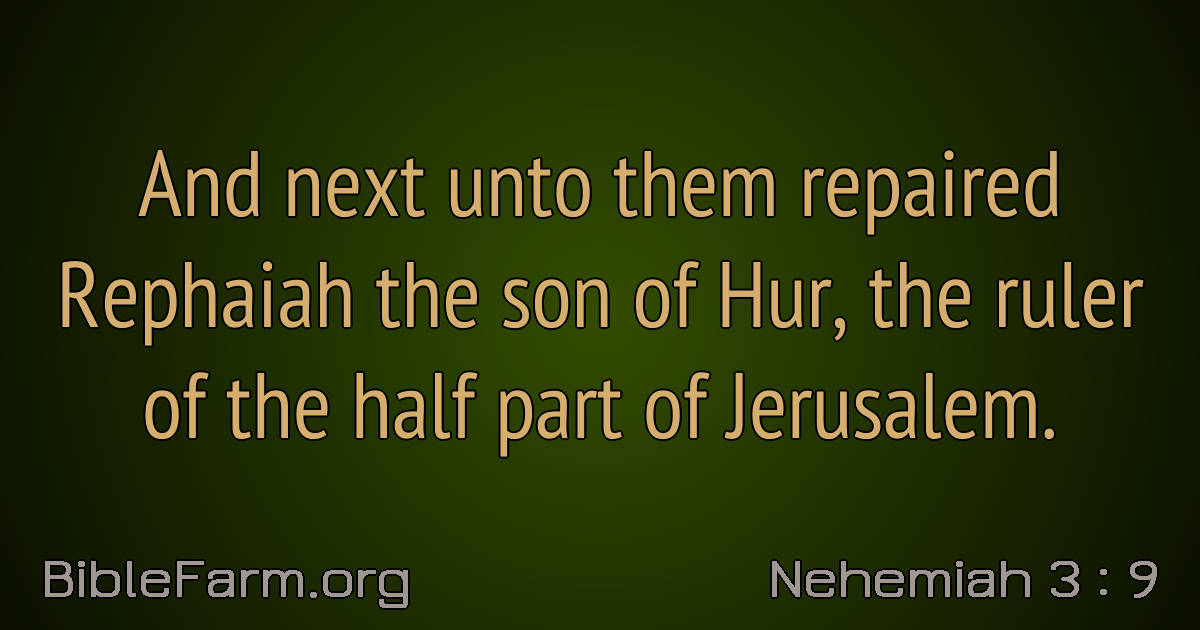 And next unto them repaired
Rephaiah the son of Hur, the ruler
of the half part of Jerusalem.
BibleFarm.org
Nehemiah 3 : 9